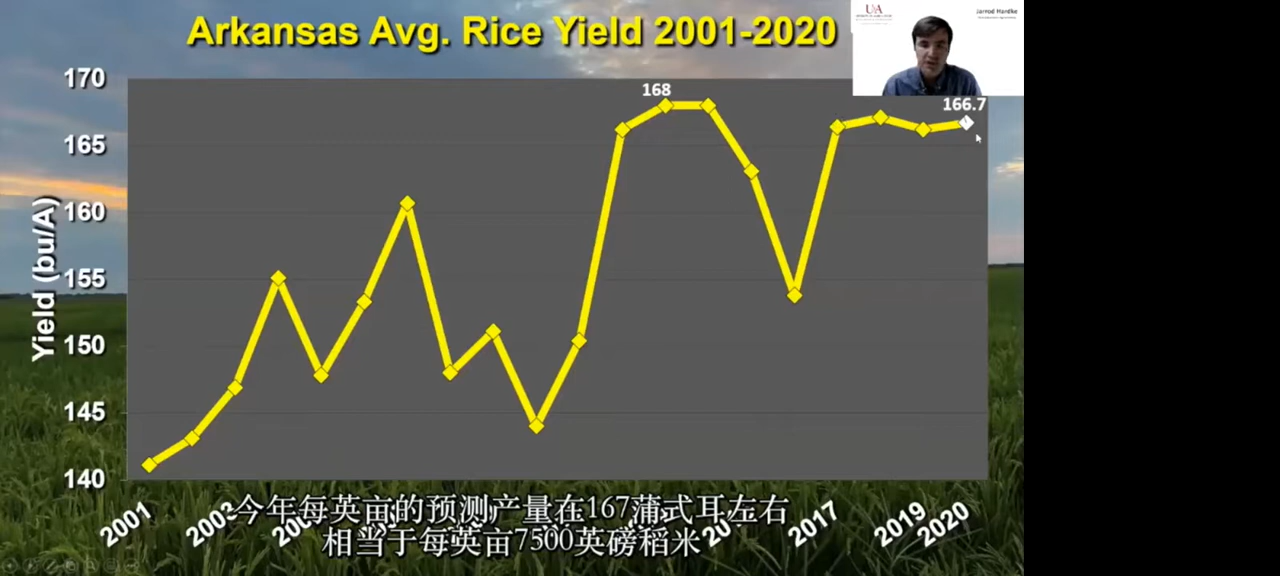 Arkansas Avg. Rice Yield 2001-2020
UA
Jarrod Hardke
170
168
166.7
165
160
155
150
145
140
Yield (bu/A)
2001
2003
2017
2019
2020
今年每英亩的预测产量在167蒲式耳左右
相当于每英亩7500英磅稻米